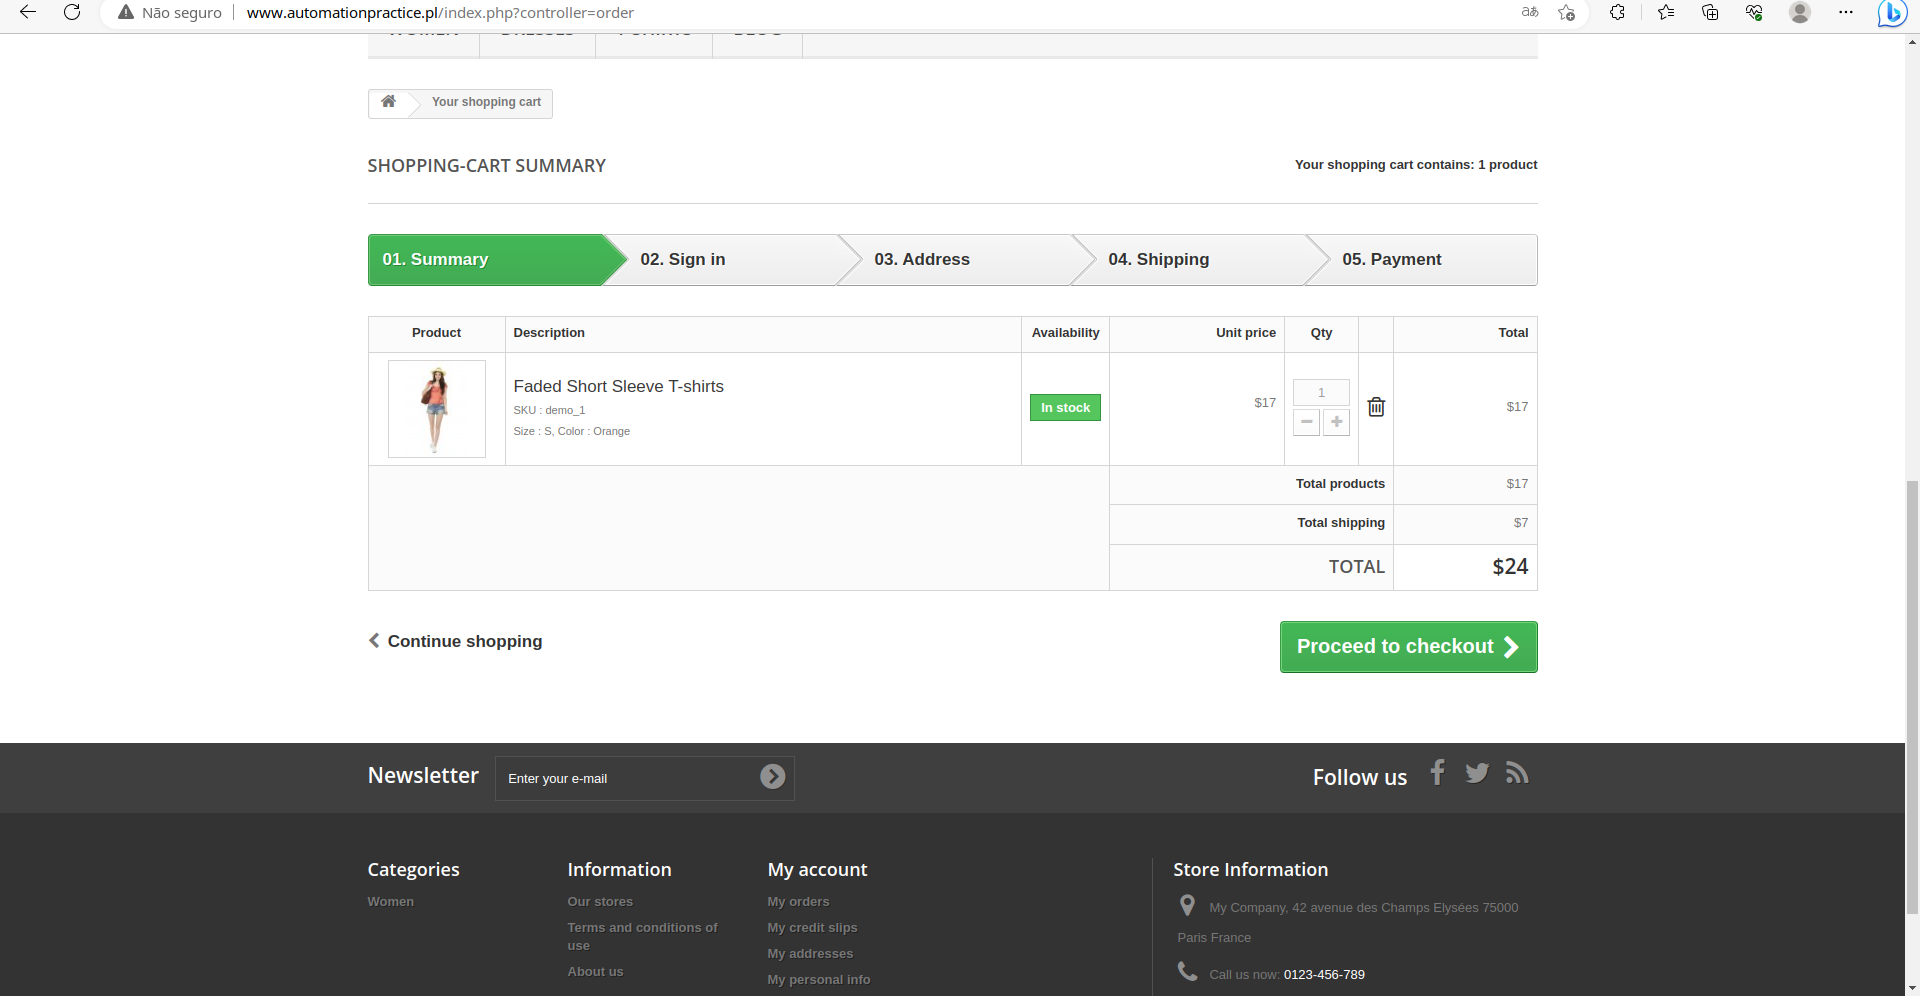 Não seguro
www.automationpractice.pl/index.php?controller=order
WOMEN DRESSES T-SHIRTS BLOG
Your shopping cart
SHOPPING-CART SUMMARY
Your shopping cart contains: 1 product
01. Summary
02. Sign in
03. Address
04. Shipping
05. Payment
Product Description Availability Unit price Qty Total
Faded Short Sleeve T-shirts
SKU : demo_1
Size : S, Color : Orange
In stock
$17
1
$17
Total products $17
Total shipping $7
TOTAL $24
Continue shopping
Proceed to checkout
Newsletter
Enter your e-mail
Follow us
Categories
Women
Information
Our stores
Terms and conditions of
use
About us
My account
My orders
My credit slips
My addresses
My personal info
Store Information
My Company, 42 avenue des Champs Elysées 75000
Paris France
Call us now: 0123-456-789